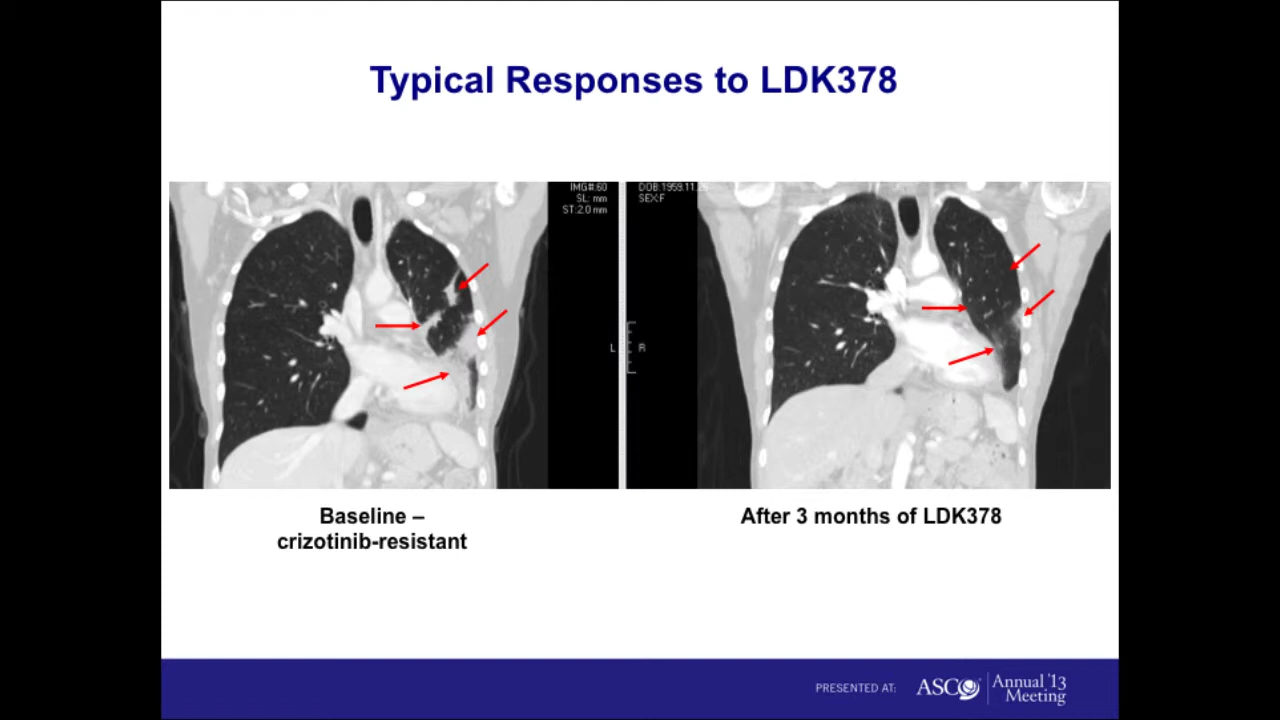 Typical Responses to LDK378
IMG#:60
SL: mm
ST:2.0 mm
DOB:1959.11.
SEX:F
L
R
Baseline –
crizotinib-resistant
After 3 months of LDK378
PRESENTED AT:
ASCO
Annual '13
Meeting